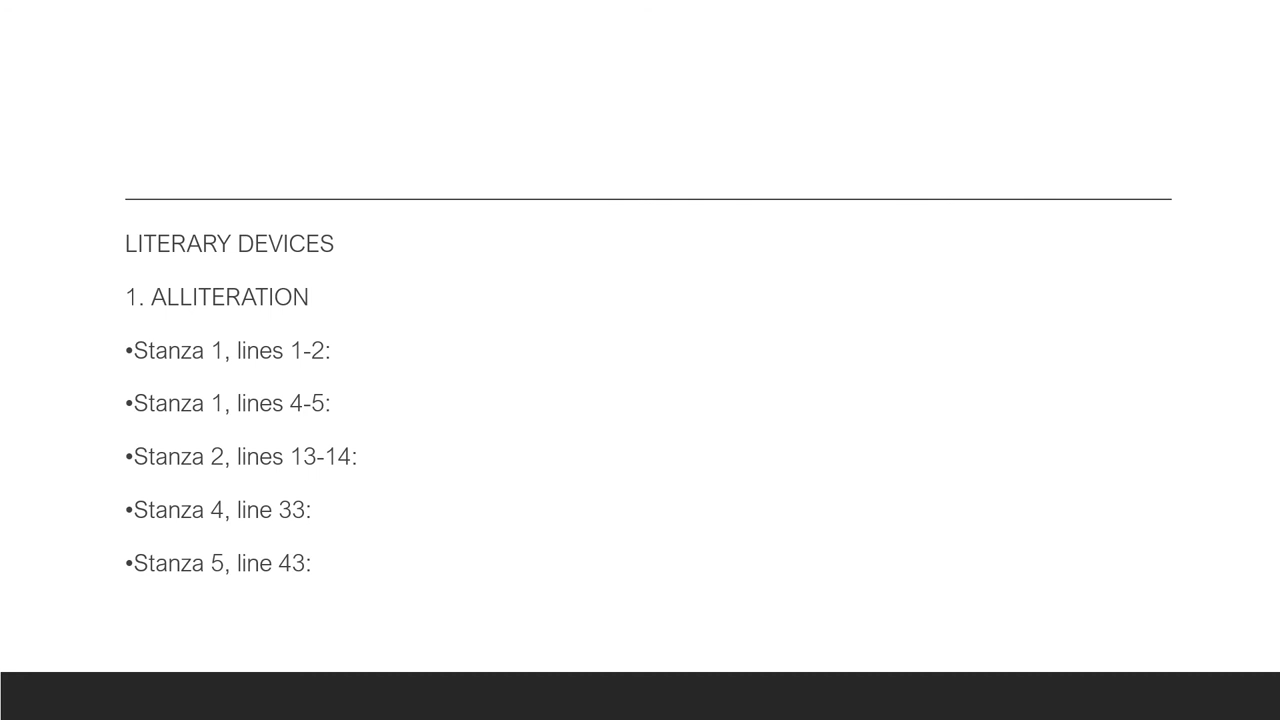 LITERARY DEVICES
1. ALLITERATION
•Stanza 1, lines 1-2:
•Stanza 1, lines 4-5:
•Stanza 2, lines 13-14:
•Stanza 4, line 33:
•Stanza 5, line 43: